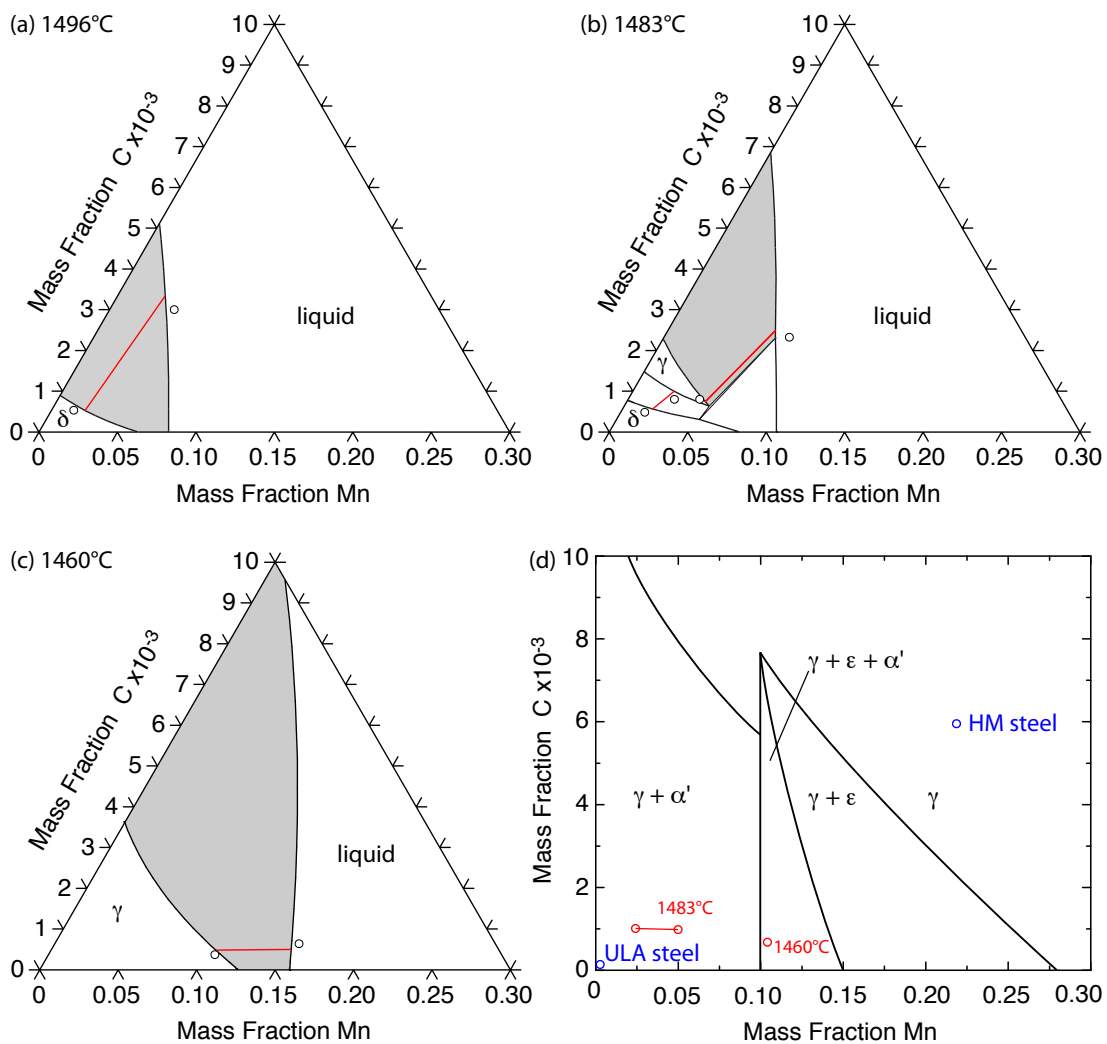 (a) 1496°C
10
9
8
7
6
5
4
3
2
1
0
Mass Fraction C x10-3
δ
liquid
0 0.05 0.10 0.15 0.20 0.25 0.30
Mass Fraction Mn
(b) 1483°C
10
9
8
7
6
5
4
3
2
1
0
Mass Fraction C x10-3
γ
δ
liquid
0 0.05 0.10 0.15 0.20 0.25 0.30
Mass Fraction Mn
(c) 1460°C
10
9
8
7
6
5
4
3
2
1
0
Mass Fraction C x10-3
γ
liquid
0 0.05 0.10 0.15 0.20 0.25 0.30
Mass Fraction Mn
(d)
10
8
6
4
2
0
Mass Fraction C x10-3
γ + ε + α'
HM steel
γ + α'
γ + ε
γ
1483°C
1460°C
ULA steel
0 0.05 0.10 0.15 0.20 0.25 0.30
Mass Fraction Mn